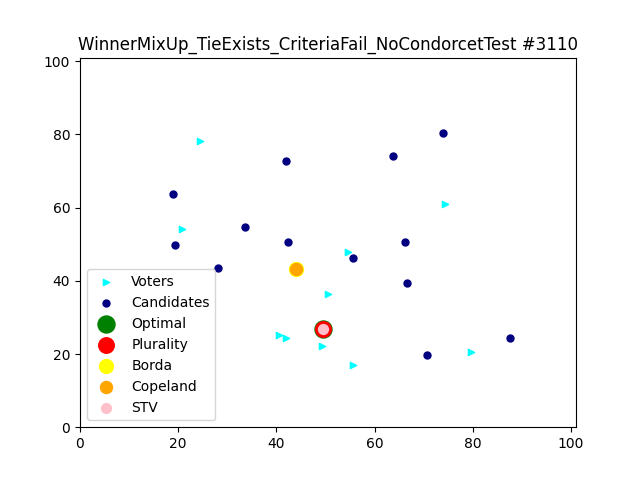 WinnerMixUp_TieExists_CriteriaFail_NoCondorcetTest #3110
100
80
60
40
20
0
Voters
Candidates
Optimal
Plurality
Borda
Copeland
STV
0 20 40 60 80 100